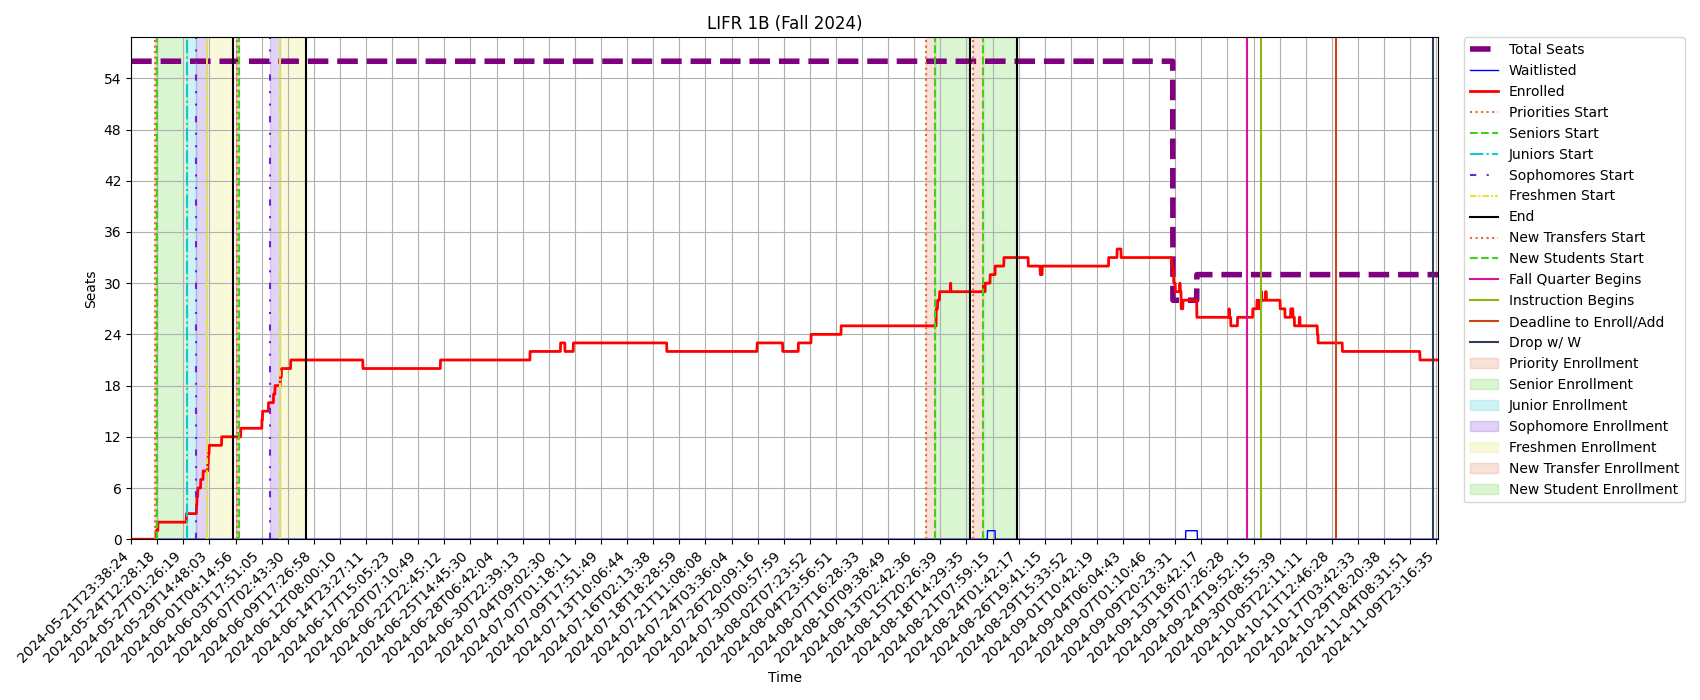 LIFR 1B (Fall 2024)
Seats
54
48
42
36
30
24
18
12
6
0
2024-05-21T23:38:24
2024-05-24T12:28:18
2024-05-27T01:26:19
2024-05-29T14:48:03
2024-06-01T04:14:56
2024-06-03T17:51:05
2024-06-07T02:43:30
2024-06-09T17:26:58
2024-06-12T08:00:10
2024-06-14T23:27:11
2024-06-17T15:05:23
2024-06-20T07:10:49
2024-06-22T22:45:12
2024-06-25T14:45:30
2024-06-28T06:42:04
2024-06-30T22:39:13
2024-07-04T09:02:30
2024-07-07T01:18:11
2024-07-09T17:51:49
2024-07-13T10:06:44
2024-07-16T02:13:38
2024-07-18T18:28:59
2024-07-21T11:08:08
2024-07-24T03:36:04
2024-07-26T20:09:16
2024-07-30T00:57:59
2024-08-02T07:23:52
2024-08-04T23:56:51
2024-08-07T16:28:33
2024-08-10T09:38:49
2024-08-13T02:42:36
2024-08-15T20:26:39
2024-08-18T14:29:35
2024-08-21T07:59:15
2024-08-24T01:42:17
2024-08-26T19:41:15
2024-08-29T15:33:52
2024-09-01T10:42:19
2024-09-04T06:04:43
2024-09-07T01:10:46
2024-09-09T20:23:31
2024-09-13T18:42:17
2024-09-19T07:26:28
2024-09-24T19:52:15
2024-09-30T08:55:39
2024-10-05T22:11:11
2024-10-11T12:46:28
2024-10-17T03:42:33
2024-10-29T18:20:38
2024-11-04T08:31:51
2024-11-09T23:16:35
Time
Total Seats
Waitlisted
Enrolled
Priorities Start
Seniors Start
Juniors Start
Sophomores Start
Freshmen Start
End
New Transfers Start
New Students Start
Fall Quarter Begins
Instruction Begins
Deadline to Enroll/Add
Drop w/ W
Priority Enrollment
Senior Enrollment
Junior Enrollment
Sophomore Enrollment
Freshmen Enrollment
New Transfer Enrollment
New Student Enrollment